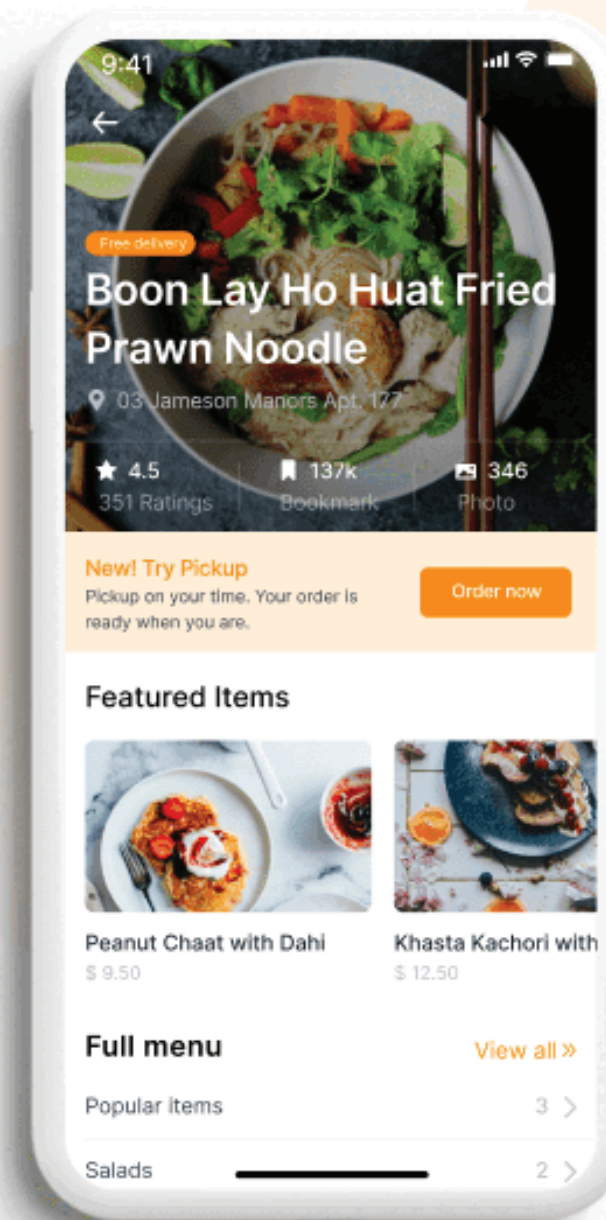 9:41
Free delivery
Boon Lay Ho Huat Fried
Prawn Noodle
03 Jameson Manors Apt. 177
4.5
137k
346
351 Ratings
Bookmark
Photo
New! Try Pickup
Pickup on your time. Your order is
ready when you are.
Order now
Featured Items
Peanut Chaat with Dahi
Khasta Kachori with
$ 9.50
$ 12.50
Full menu
View all »
Popular items
3
Salads
2